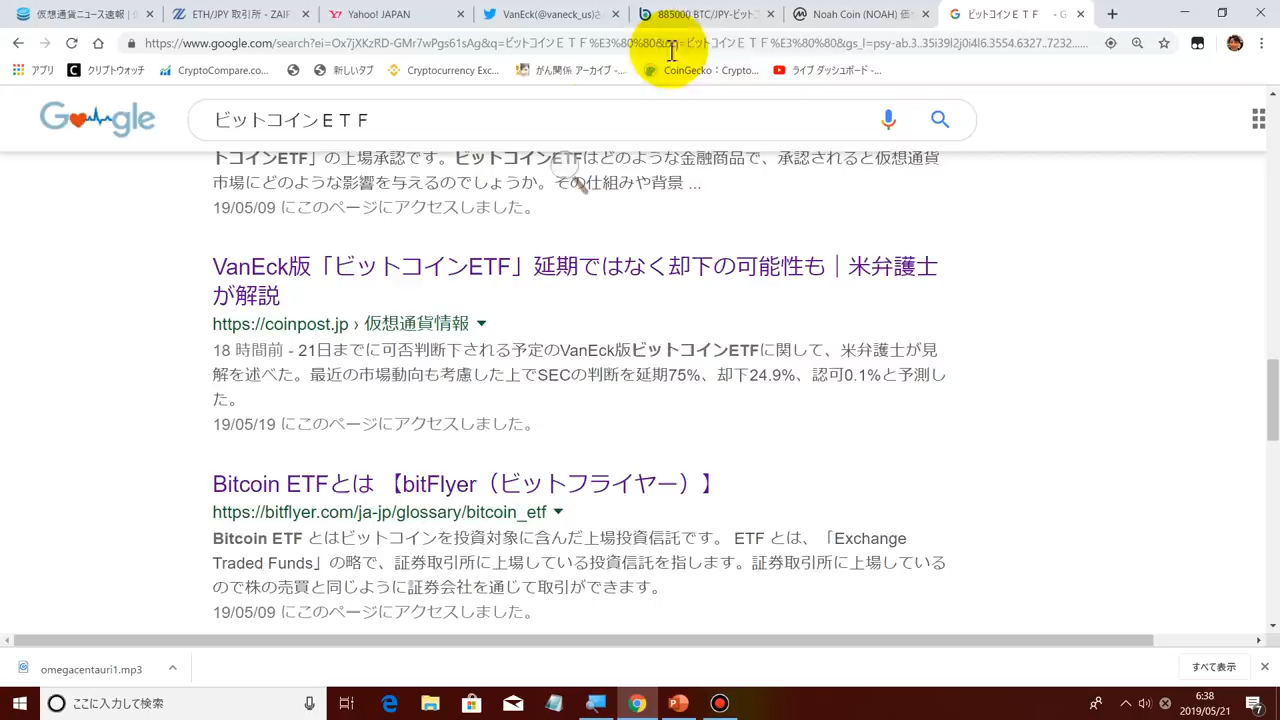 仮想通貨ニュース速報 | 仮
ETH/JPY 取引所 - ZAIF
Yahoo! JAPAN
VanEck(@vaneck_us)さ
885000 BTC/JPY-ビット
Noah Coin (NOAH) 価
ビットコインＥＴＦ - G
https://www.google.com/search?ei=
アプリ
クリプトウォッチ
CryptoCompare.co...
新しいタブ
Cryptocurrency Exc...
がん関係 アーカイブ -...
CoinGecko：Crypto...
ライブ ダッシュボード -...
Google
ビットコインＥＴＦ
トコインETF」の上場承認です。ビットコインETFはどのような金融商品で、承認されると仮想通貨
市場にどのような影響を与えるのでしょうか。その仕組みや背景 ...
19/05/09 にこのページにアクセスしました。
VanEck版「ビットコインETF」延期ではなく却下の可能性も｜米弁護士
が解説
https://coinpost.jp › 仮想通貨情報
18 時間前 - 21日までに可否判断下される予定のVanEck版ビットコインETFに関して、米弁護士が見
解を述べた。最近の市場動向も考慮した上でSECの判断を延期75%、却下24.9%、認可0.1%と予測し
た。
19/05/19 にこのページにアクセスしました。
Bitcoin ETFとは 【bitFlyer（ビットフライヤー）】
https://bitflyer.com/ja-jp/glossary/bitcoin_etf
Bitcoin ETF とはビットコインを投資対象に含んだ上場投資信託です。 ETF とは、「Exchange
Traded Funds」の略で、証券取引所に上場している投資信託を指します。証券取引所に上場している
ので株の売買と同じように証券会社を通じて取引ができます。
19/05/09 にこのページにアクセスしました。
omegacentauri1.mp3
すべて表示
ここに入力して検索
6:38
2019/05/21
7